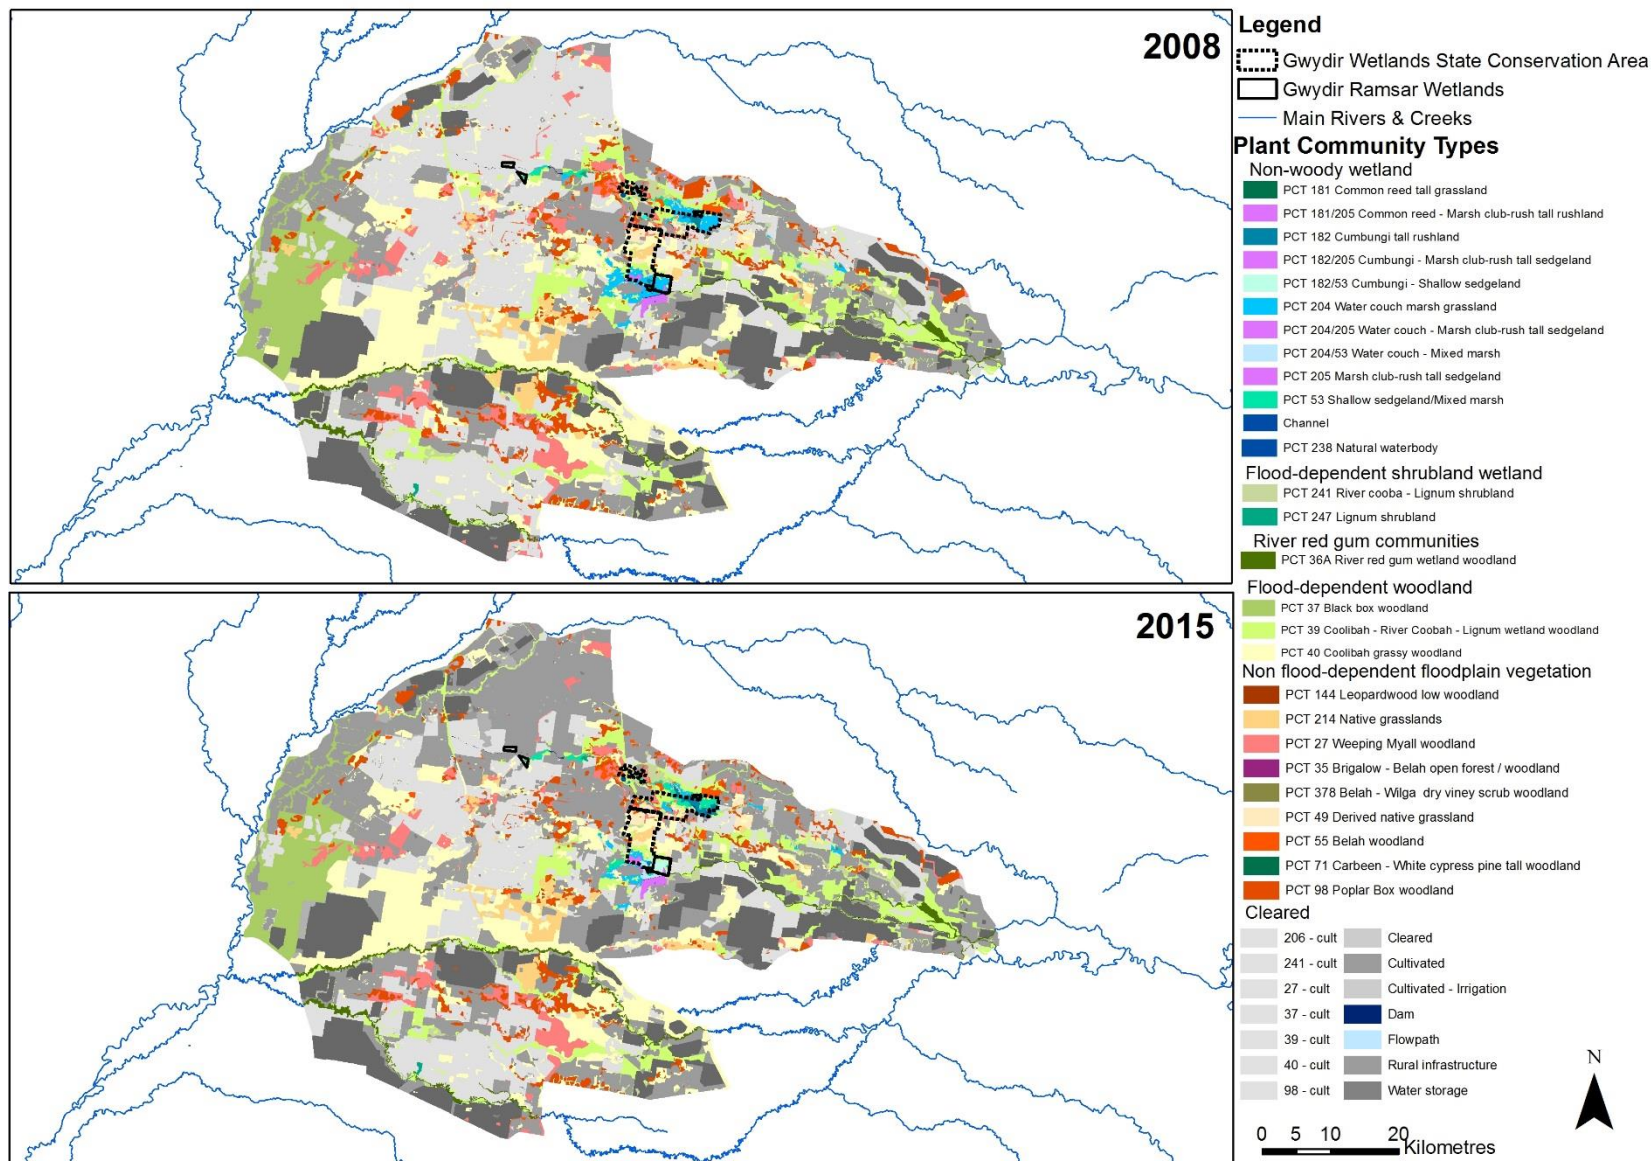 2008
2015
Legend
Gwydir Wetlands State Conservation Area
Gwydir Ramsar Wetlands
Main Rivers & Creeks
Plant Community Types
Non-woody wetland
PCT 181 Common reed tall grassland
PCT 181/205 Common reed - Marsh club-rush tall rushland
PCT 182 Cumbungi tall rushland
PCT 182/205 Cumbungi - Marsh club-rush tall sedgeland
PCT 182/53 Cumbungi - Shallow sedgeland
PCT 204 Water couch marsh grassland
PCT 204/205 Water couch - Marsh club-rush tall sedgeland
PCT 204/53 Water couch - Mixed marsh
PCT 205 Marsh club-rush tall sedgeland
PCT 53 Shallow sedgeland/Mixed marsh
Channel
PCT 238 Natural waterbody
Flood-dependent shrubland wetland
PCT 241 River cooba - Lignum shrubland
PCT 247 Lignum shrubland
River red gum communities
PCT 36A River red gum wetland woodland
Flood-dependent woodland
PCT 37 Black box woodland
PCT 39 Coolibah - River Coobah - Lignum wetland woodland
PCT 40 Coolibah grassy woodland
Non flood-dependent floodplain vegetation
PCT 144 Leopardwood low woodland
PCT 214 Native grasslands
PCT 27 Weeping Myall woodland
PCT 35 Brigalow - Belah open forest / woodland
PCT 378 Belah - Wilga dry viney scrub woodland
PCT 49 Derived native grassland
PCT 55 Belah woodland
PCT 71 Carbeen - White cypress pine tall woodland
PCT 98 Poplar Box woodland
Cleared
206 - cult Cleared
241 - cult Cultivated
27 - cult Cultivated - Irrigation
37 - cult Dam
39 - cult Flowpath
40 - cult Rural infrastructure
98 - cult Water storage
N
0 5 10 20 Kilometres